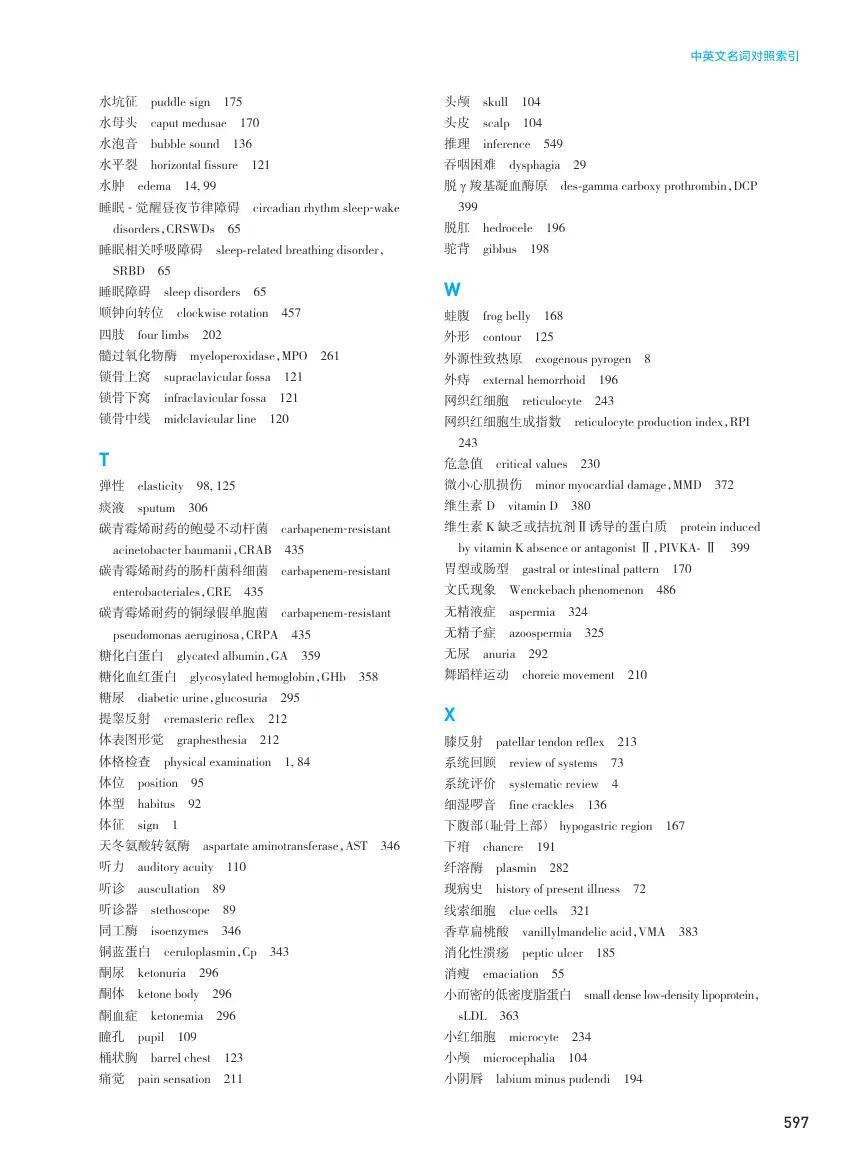 中英文名词对照索引
水坑征 puddle sign 175
水母头 caput medusae 170
水泡音 bubble sound 136
水平裂 horizontal fissure 121
水肿 edema 14, 99
睡眠 - 觉醒昼夜节律障碍 circadian rhythm sleep-wake
disorders,CRSWDs 65
睡眠相关呼吸障碍 sleep-related breathing disorder,
SRBD 65
睡眠障碍 sleep disorders 65
顺钟向转位 clockwise rotation 457
四肢 four limbs 202
髓过氧化物酶 myeloperoxidase,MPO 261
锁骨上窝 supraclavicular fossa 121
锁骨下窝 infraclavicular fossa 121
锁骨中线 midclavicular line 120
T
弹性 elasticity 98, 125
痰液 sputum 306
碳青霉烯耐药的鲍曼不动杆菌 carbapenem-resistant
acinetobacter baumanii,CRAB 435
碳青霉烯耐药的肠杆菌科细菌 carbapenem-resistant
enterobacteriales,CRE 435
碳青霉烯耐药的铜绿假单胞菌 carbapenem-resistant
pseudomonas aeruginosa,CRPA 435
糖化白蛋白 glycated albumin,GA 359
糖化血红蛋白 glycosylated hemoglobin,GHb 358
糖尿 diabetic urine,glucosuria 295
提睾反射 cremasteric reflex 212
体表图形觉 graphesthesia 212
体格检查 physical examination 1, 84
体位 position 95
体型 habitus 92
体征 sign 1
天冬氨酸转氨酶 aspartate aminotransferase,AST 346
听力 auditory acuity 110
听诊 auscultation 89
听诊器 stethoscope 89
同工酶 isoenzymes 346
铜蓝蛋白 ceruloplasmin,Cp 343
酮尿 ketonuria 296
酮体 ketone body 296
酮血症 ketonemia 296
瞳孔 pupil 109
桶状胸 barrel chest 123
痛觉 pain sensation 211
头颅 skull 104
头皮 scalp 104
推理 inference 549
吞咽困难 dysphagia 29
脱 γ 羧基凝血酶原 des-gamma carboxy prothrombin,DCP
399
脱肛 hedrocele 196
驼背 gibbus 198
W
蛙腹 frog belly 168
外形 contour 125
外源性致热原 exogenous pyrogen 8
外痔 external hemorrhoid 196
网织红细胞 reticulocyte 243
网织红细胞生成指数 reticulocyte production index,RPI
243
危急值 critical values 230
微小心肌损伤 minor myocardial damage,MMD 372
维生素 D vitamin D 380
维生素 K 缺乏或拮抗剂Ⅱ诱导的蛋白质 protein induced
by vitamin K absence or antagonist Ⅱ,PIVKA- Ⅱ 399
胃型或肠型 gastral or intestinal pattern 170
文氏现象 Wenckebach phenomenon 486
无精液症 aspermia 324
无精子症 azoospermia 325
无尿 anuria 292
舞蹈样运动 choreic movement 210
X
膝反射 patellar tendon reflex 213
系统回顾 review of systems 73
系统评价 systematic review 4
细湿啰音 fine crackles 136
下腹部(耻骨上部) hypogastric region 167
下疳 chancre 191
纤溶酶 plasmin 282
现病史 history of present illness 72
线索细胞 clue cells 321
香草扁桃酸 vanillylmandelic acid,VMA 383
消化性溃疡 peptic ulcer 185
消瘦 emaciation 55
小而密的低密度脂蛋白 small dense low-density lipoprotein,
sLDL 363
小红细胞 microcyte 234
小颅 microcephalia 104
小阴唇 labium minus pudendi 194
597